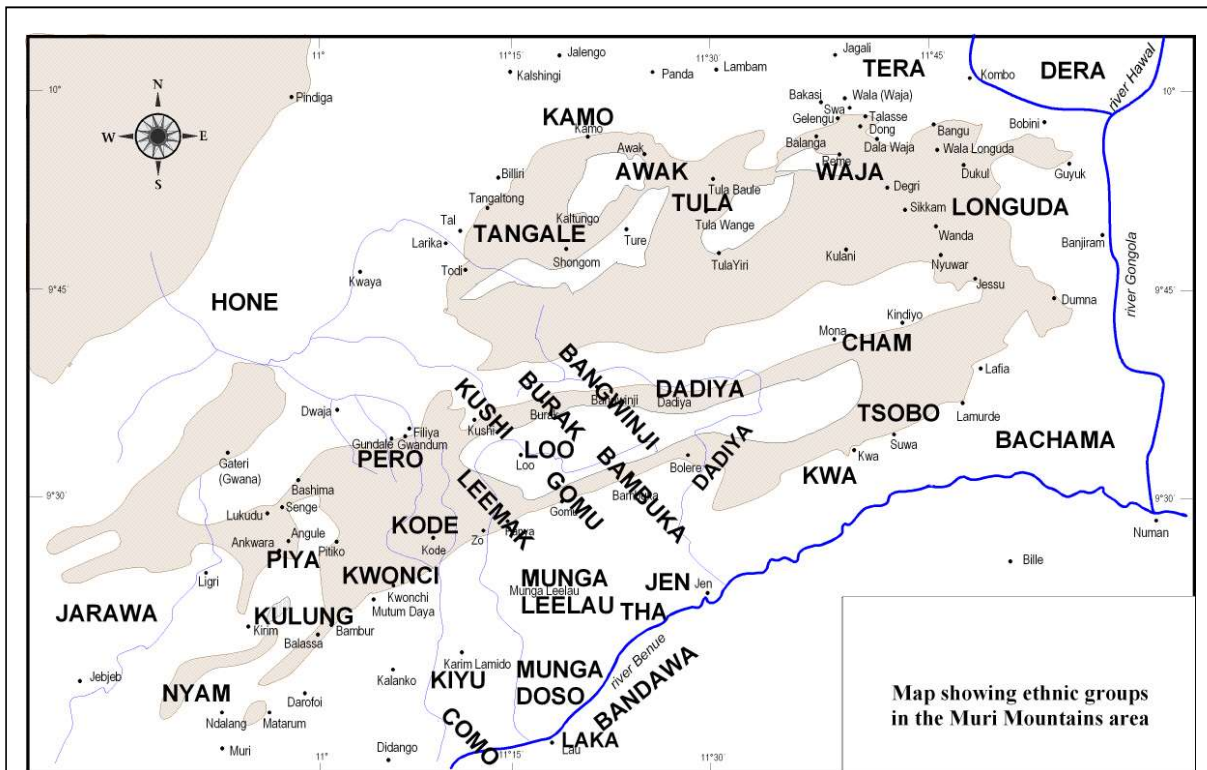 11°
11°15
11°30
11°45
Jalengo
Jagali
Kalshingi
Panda
Lambam
TERA
DERA
Kombo
river Hawal
10°
10°
N
W
E
S
Pindiga
Bakasi
Wala (Waja)
Swa
Gelengu
Talasse
Dong
Bangu
Bobini
KAMO
Kamo
Balanga
Dala Waja
Wala Longuda
Awak
Reme
AWAK
WAJA
Dukul
Guyuk
Billiri
Tula Baule
Degri
TULA
Tangaltong
Kaltungo
Tula Wange
Sikkam
LONGUDA
Tal
TANGALE
Ture
Wanda
Banjiram
Larika
Shongom
TulaYiri
Kulani
Nyuwar
Todi
Kwaya
Jessu
9°45
9°45
HONE
Dumna
river Gongola
Kindiyo
Mona
CHAM
BANGWINJI
Lafia
BURAK
DADIYA
KUSHI
Bangwinji
Dadiya
Dwaja
Burak
TSOBO
Lamurde
Filiya
Kushi
Gundale
Gwandum
Suwa
BACHAMA
PERO
LOO
DADIYA
Kwa
Gateri
(Gwana)
Loo
Bolere
KWA
BAMBUKA
LEEMAK
GOMU
Bashima
9°30
9°30
Lukudu
Senge
Gomu
KODE
Numan
Angule
Ankwara
Pitiko
Kode
Zo
PIYA
Bille
Ligri
KWONCI
MUNGA
JEN
Jen
Kwonchi
Munga Leelau
LEELAU
THA
Mutum Daya
JARAWA
KULUNG
Kirim
Bambur
Balassa
river Benue
Karim Lamido
MUNGA
BANDAWA
Jebjeb
Kalanko
KIYU
DOSO
NYAM
Darofoi
Ndalang
Matarum
COMO
LAKA
Muri
Didango
Lau
11°
11°15
11°30
Map showing ethnic groups
in the Muri Mountains area